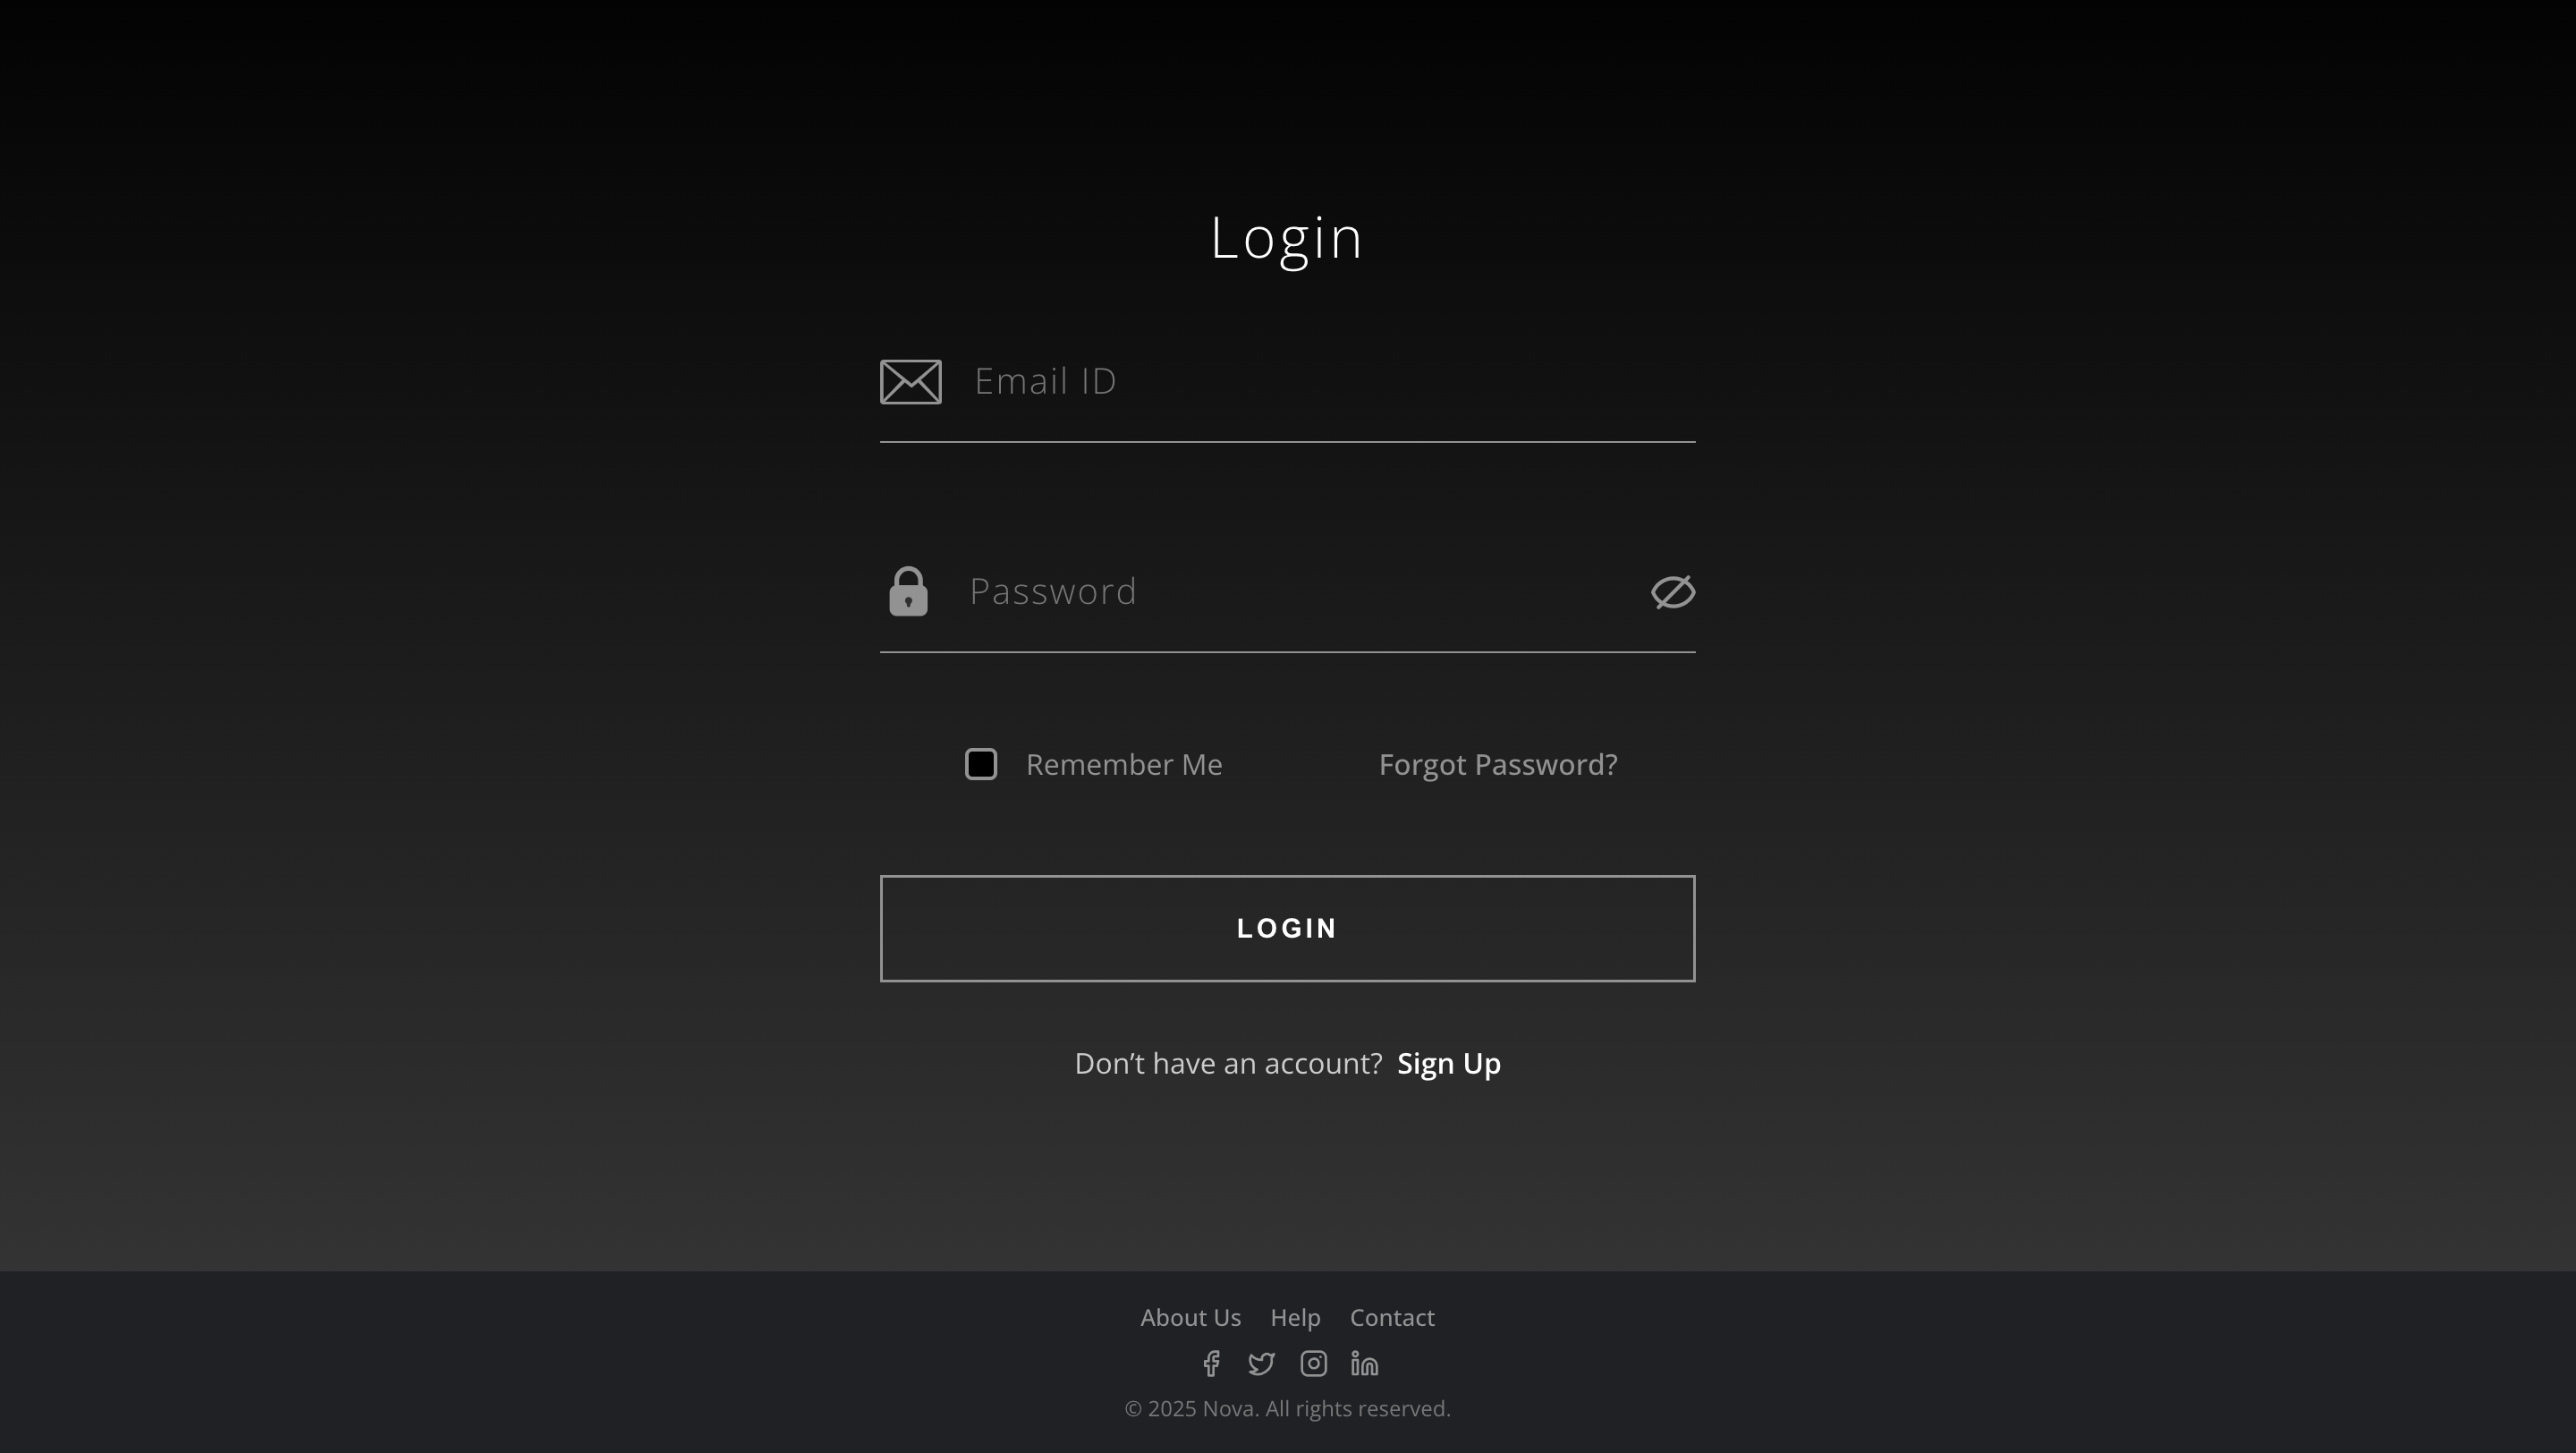 Login
Email ID
Password
Remember Me Forgot Password?
LOGIN
Don’t have an account? Sign Up
About Us Help Contact
© 2025 Nova. All rights reserved.